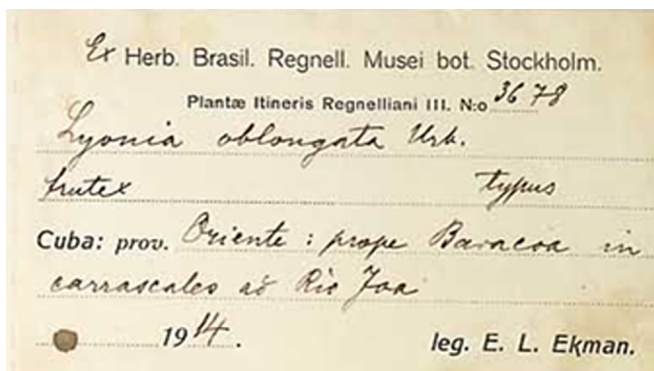 Ex Herb. Brasil. Regnell. Musei bot. Stockholm.
Plantæ Itineris Regnelliani III. N:o 3678
Lyonia oblongata Urb.
frutex typus
Cuba: prov. Oriente : prope Baracoa in
carrascales ad Rio Joa
1914. leg. E. L. Ekman.